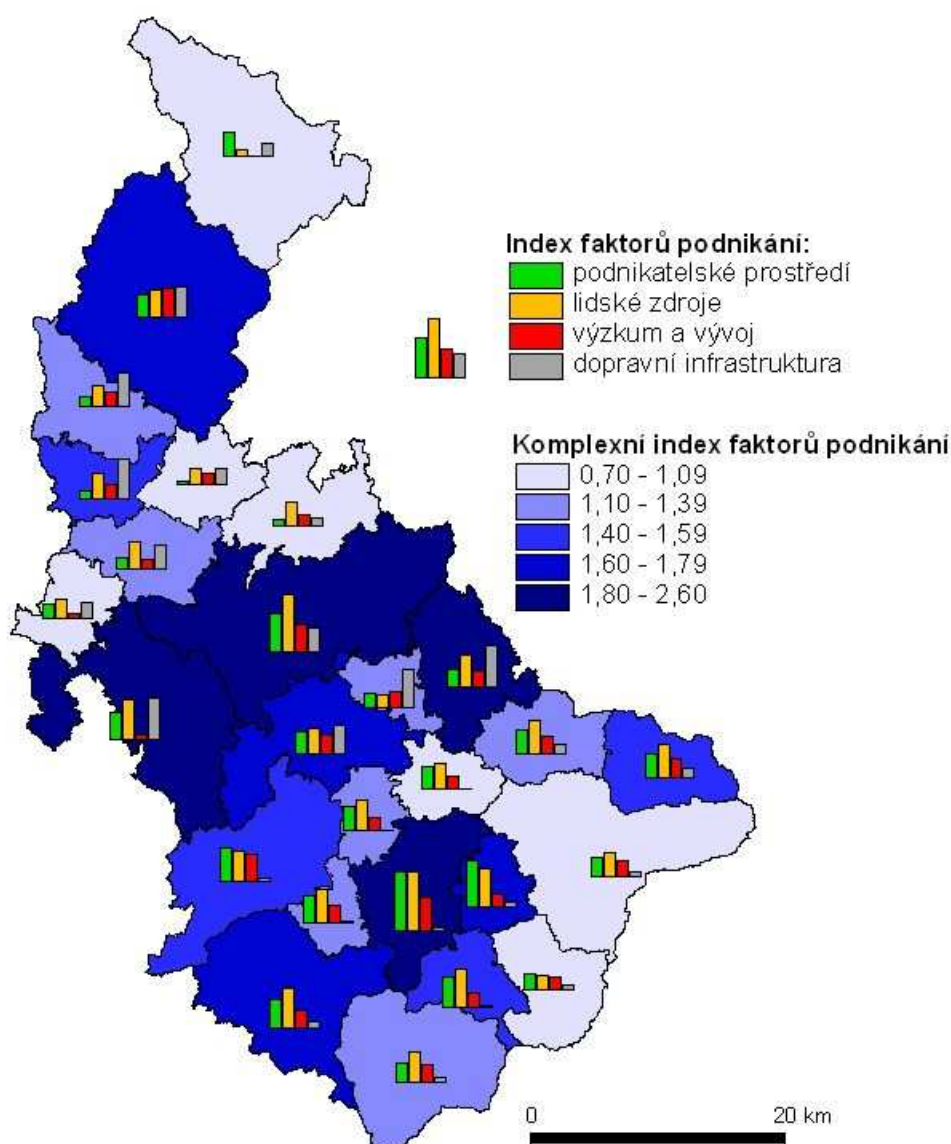 Index faktorů podnikání:
podnikatelské prostředí
lidské zdroje
výzkum a vývoj
dopravní infrastruktura
Komplexní index faktorů podnikání
0,70 - 1,09
1,10 - 1,39
1,40 - 1,59
1,60 - 1,79
1,80 - 2,60
0 20 km